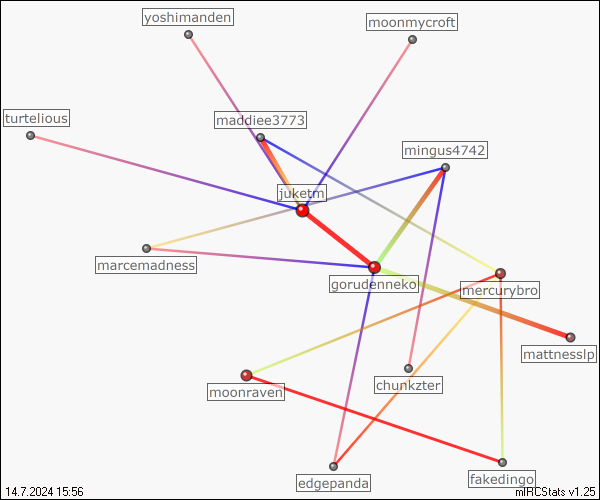 yoshimanden
moonmycroft
turtelious
maddiee3773
mingus4742
juketm
marcemadness
gorudenneko
mercurybro
mattnesslp
moonraven
chunkzter
edgepanda
fakedingo
14.7.2024 15:56
mIRCStats v1.25